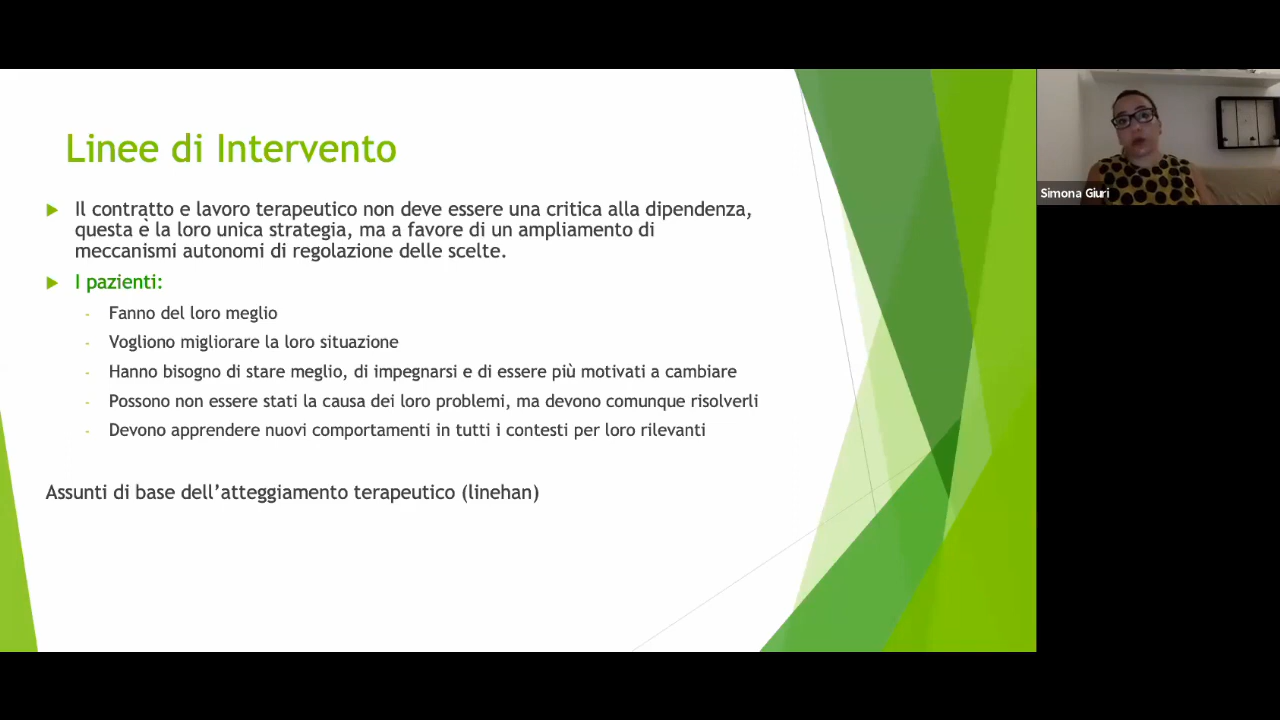 Linee di Intervento
Il contratto e lavoro terapeutico non deve essere una critica alla dipendenza,
questa è la loro unica strategia, ma a favore di un ampliamento di
meccanismi autonomi di regolazione delle scelte.
I pazienti:
- Fanno del loro meglio
- Vogliono migliorare la loro situazione
- Hanno bisogno di stare meglio, di impegnarsi e di essere più motivati a cambiare
- Possono non essere stati la causa dei loro problemi, ma devono comunque risolverli
- Devono apprendere nuovi comportamenti in tutti i contesti per loro rilevanti
Assunti di base dell'atteggiamento terapeutico (linehan)
Simona Giuri